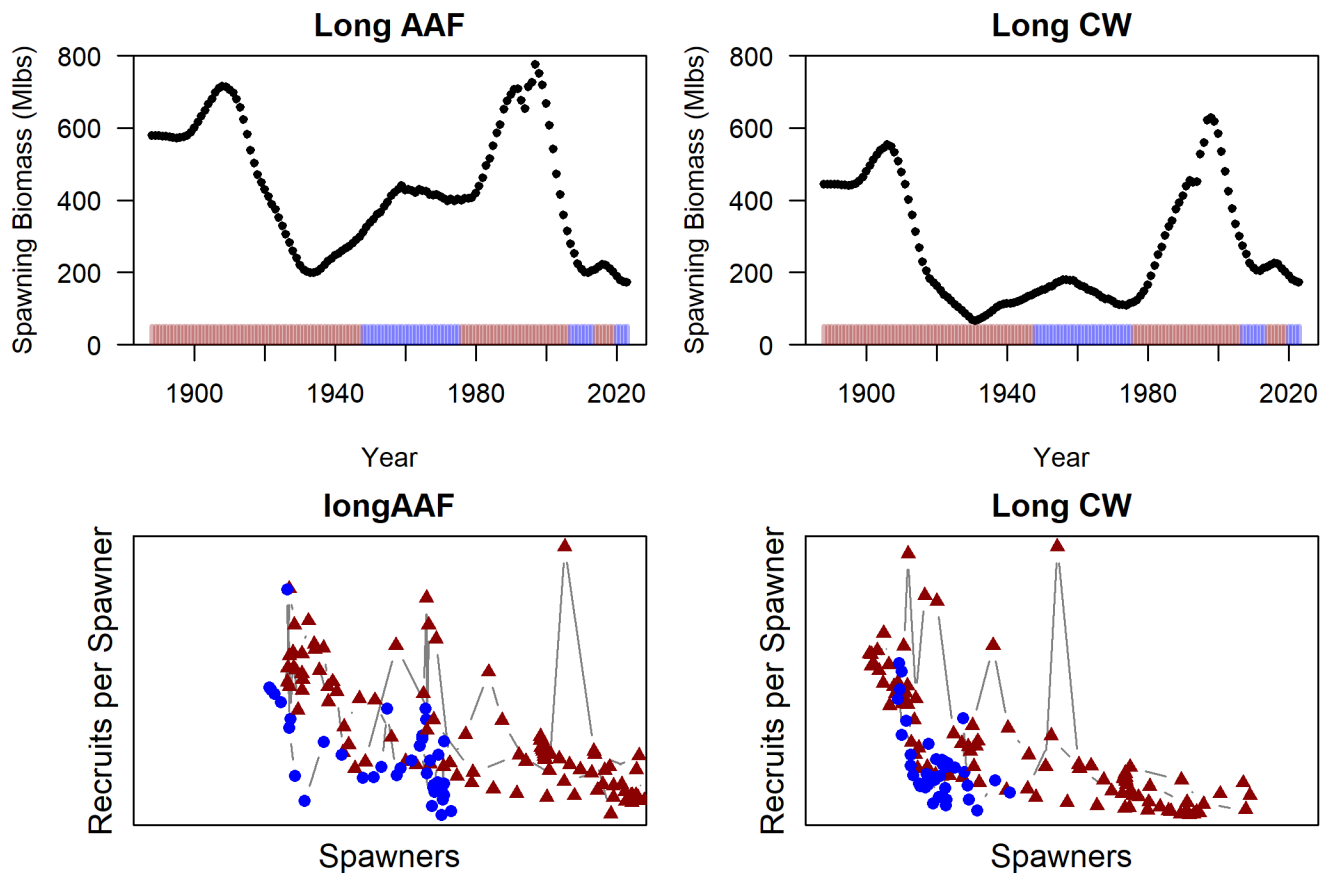 Long AAF
Spawning Biomass (Mlbs)
800
600
400
200
0
1900
1940
1980
2020
Year
Long CW
Spawning Biomass (Mlbs)
800
600
400
200
0
1900
1940
1980
2020
Year
longAAF
Recruits per Spawner
Spawners
Long CW
Recruits per Spawner
Spawners